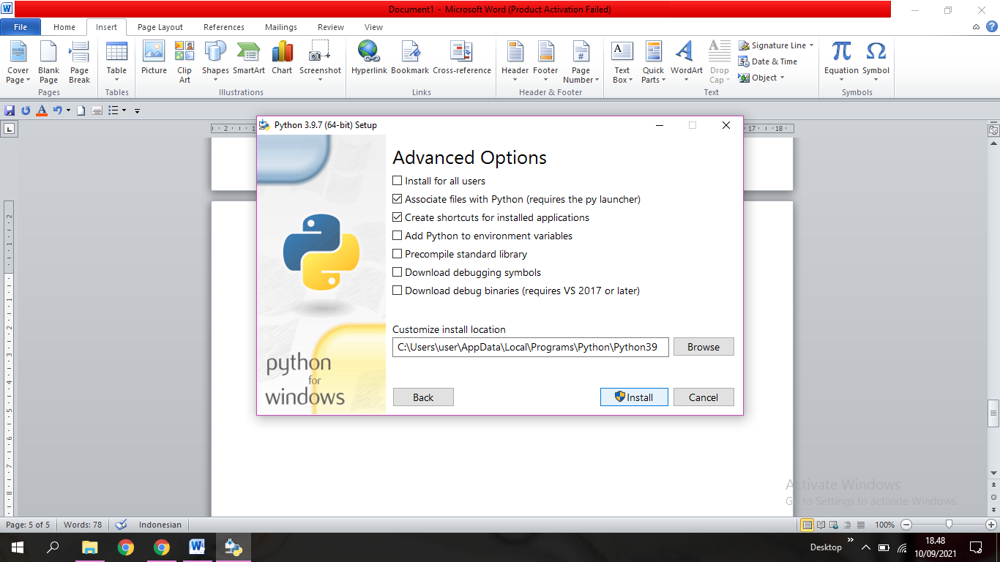 Document1 - Microsoft Word (Product Activation Failed)
File Home Insert Page Layout References Mailings Review View
Cover Page
Blank Page
Page Break
Table
Picture
Clip Art
Shapes
SmartArt
Chart
Screenshot
Hyperlink
Bookmark
Cross-reference
Header
Footer
Page Number
Text Box
Quick Parts
WordArt
Drop Cap
Signature Line
Date & Time
Object
Equation
Symbol
Pages Tables Illustrations Links Header & Footer Text Symbols
Python 3.9.7 (64-bit) Setup
Advanced Options
Install for all users
Associate files with Python (requires the py launcher)
Create shortcuts for installed applications
Add Python to environment variables
Precompile standard library
Download debugging symbols
Download debug binaries (requires VS 2017 or later)
Customize install location
C:\Users\user\AppData\Local\Programs\Python\Python39
Browse
python
for
windows
Back Install Cancel
Activate Windows
Go to Settings to activate Windows.
Page: 5 of 5 Words: 78 Indonesian 100%
Desktop
18.48
10/09/2021